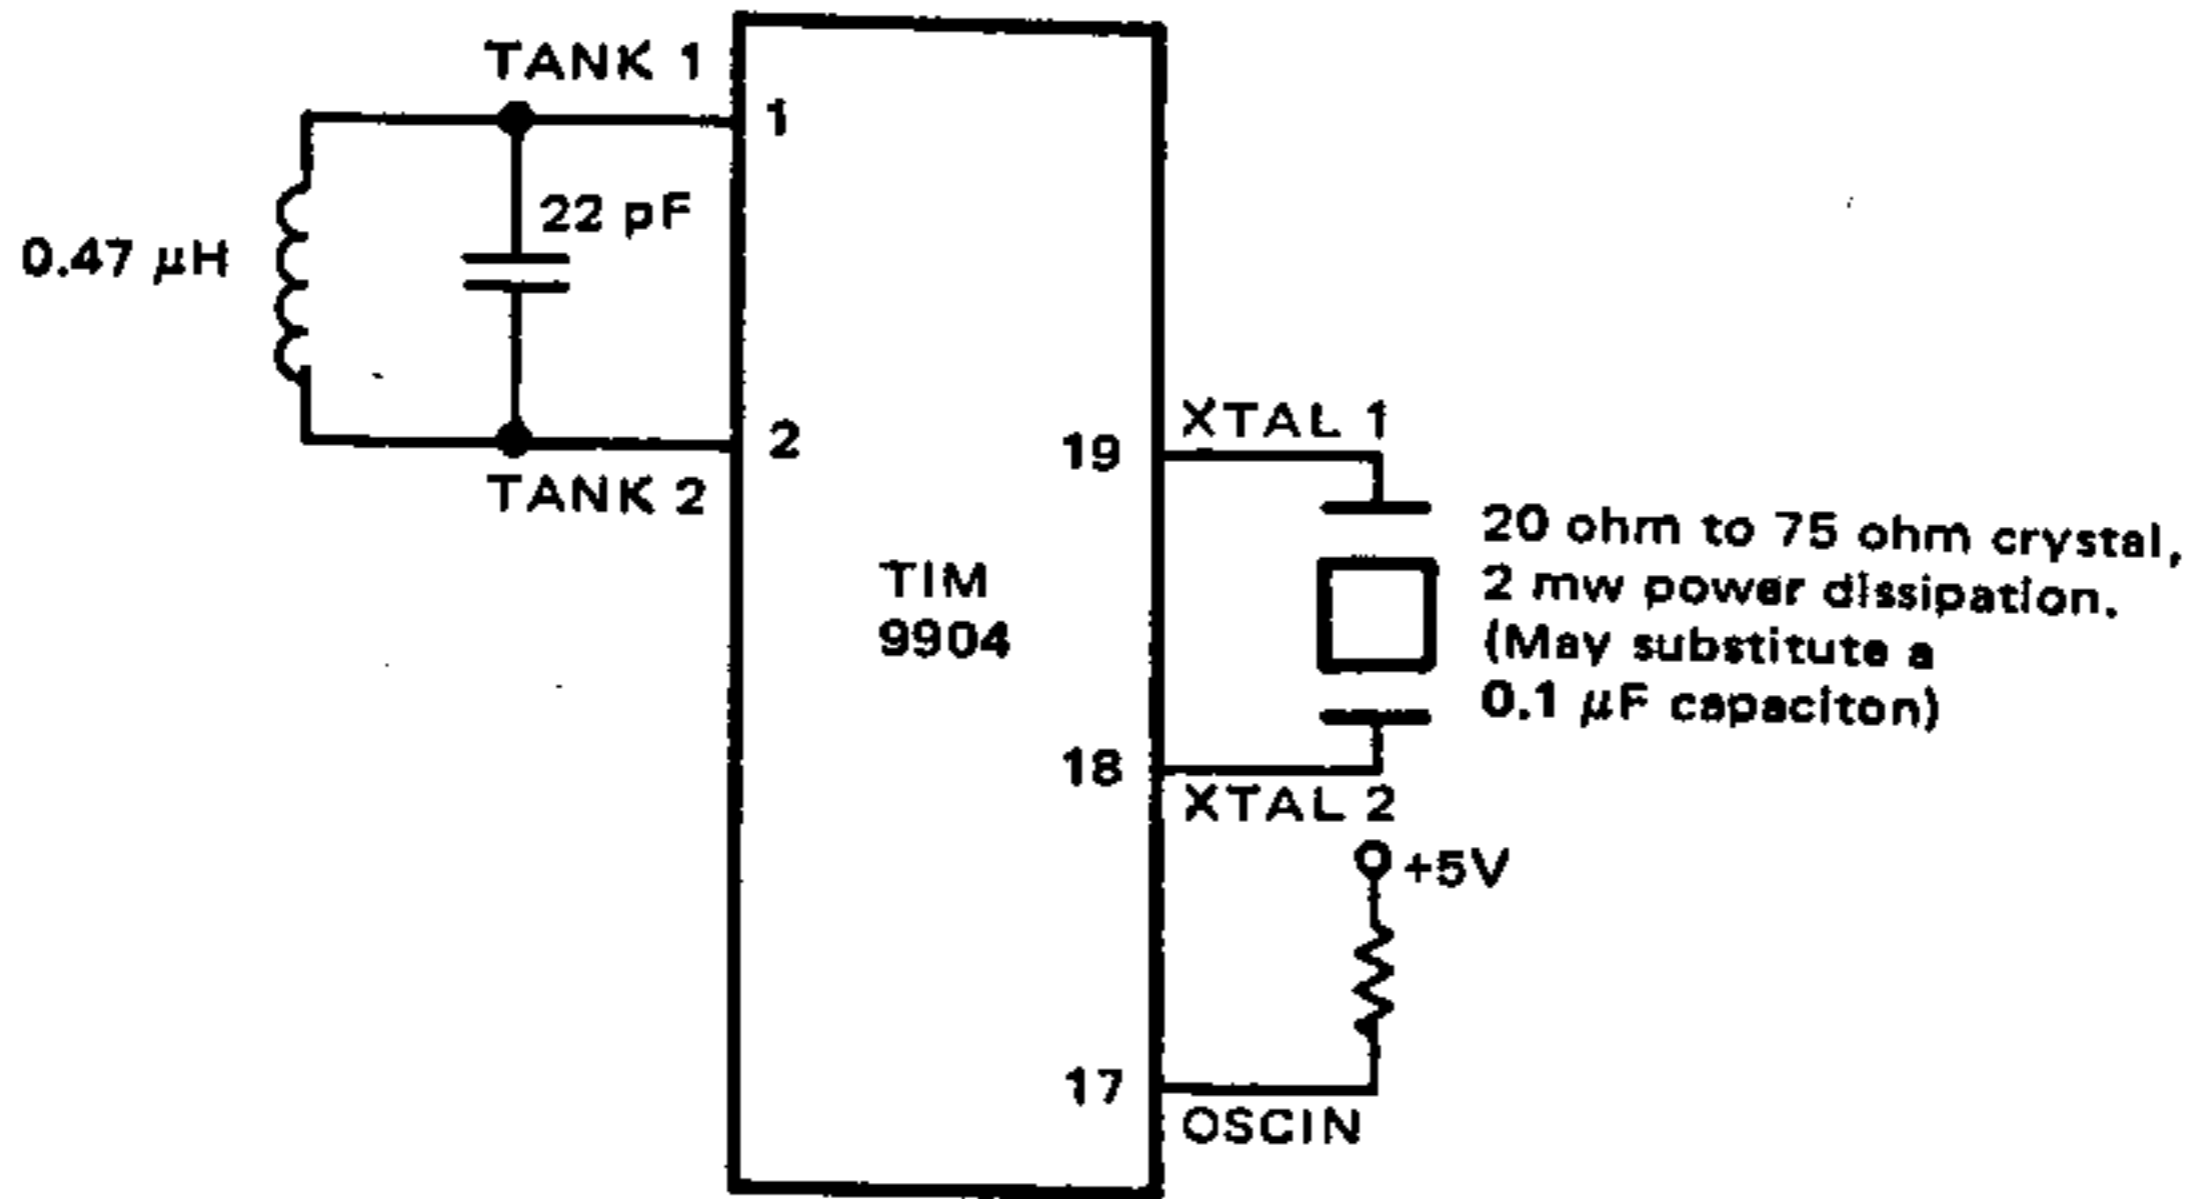 TANK 1
1
22 pF
0.47 µH
2
TANK 2
TIM
9904
XTAL 1
19
20 ohm to 75 ohm crystal,
2 mw power dissipation.
(May substitute a
0.1 µF capaciton)
18
XTAL 2
+5V
17
OSCIN